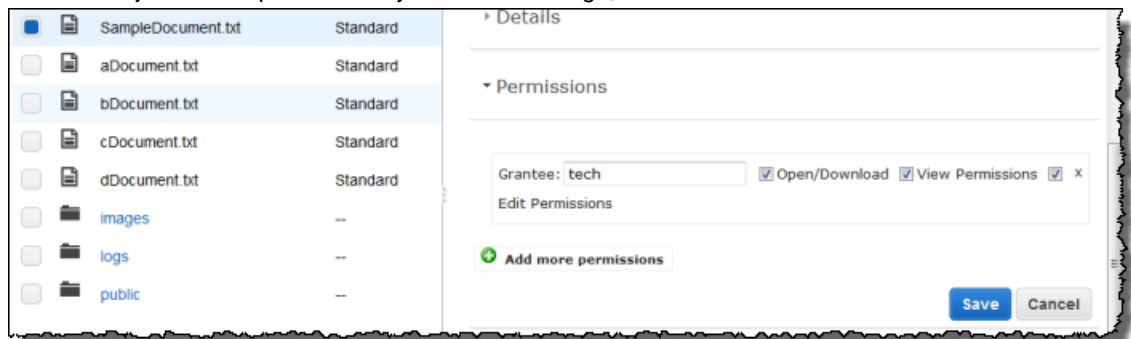 SampleDocument.txt Standard
aDocument.txt Standard
bDocument.txt Standard
cDocument.txt Standard
dDocument.txt Standard
images --
logs --
public --
Details
Permissions
Grantee: tech Open/Download View Permissions x
Edit Permissions
Add more permissions
Save Cancel